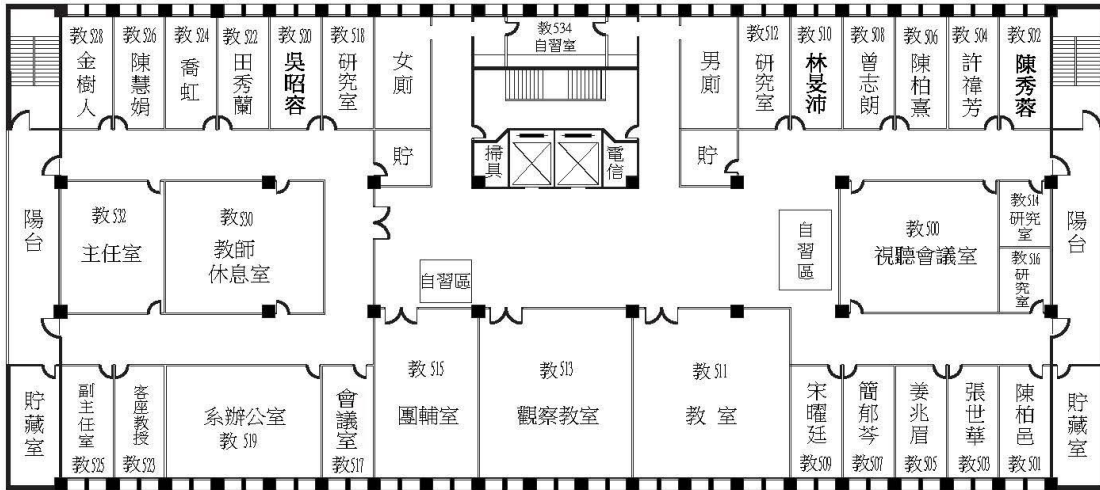 教528
金樹人
教526
陳慧娟
教524
喬虹
教522
田秀蘭
教520
吳昭容
教518
研究室
女廁
教534
自習室
男廁
教512
研究室
教510
林旻沛
教508
曾志朗
教506
陳柏熹
教504
許禕芳
教502
陳秀蓉
貯
掃具
電信
貯
陽台
教532
主任室
教530
教師
休息室
自習區
自習區
教500
視聽會議室
教514
研究室
教516
研究室
陽台
貯藏室
副主任室
教525
客座教授
教523
系辦公室
教519
會議室
教517
教515
團輔室
教513
觀察教室
教511
教室
宋曜廷
教509
簡郁芩
教507
姜兆眉
教505
張世華
教503
陳柏邑
教501
貯藏室